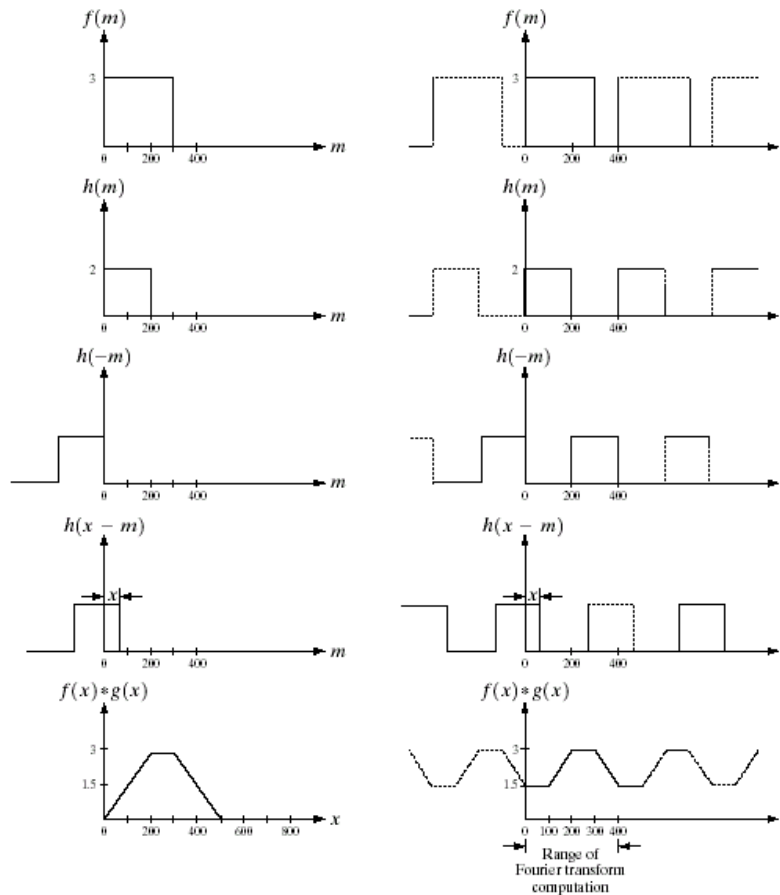 f(m)
3
0 200 400
m
f(m)
3
0 200 400
h(m)
2
0 200 400
m
h(m)
2
0 200 400
h(−m)
0 200 400
m
h(−m)
0 200 400
h(x − m)
x
0 200 400
m
h(x − m)
x
0 200 400
f(x)*g(x)
3
1.5
0 200 400 600 800
x
f(x)*g(x)
3
1.5
0 100 200 300 400
Range of
Fourier transform
computation